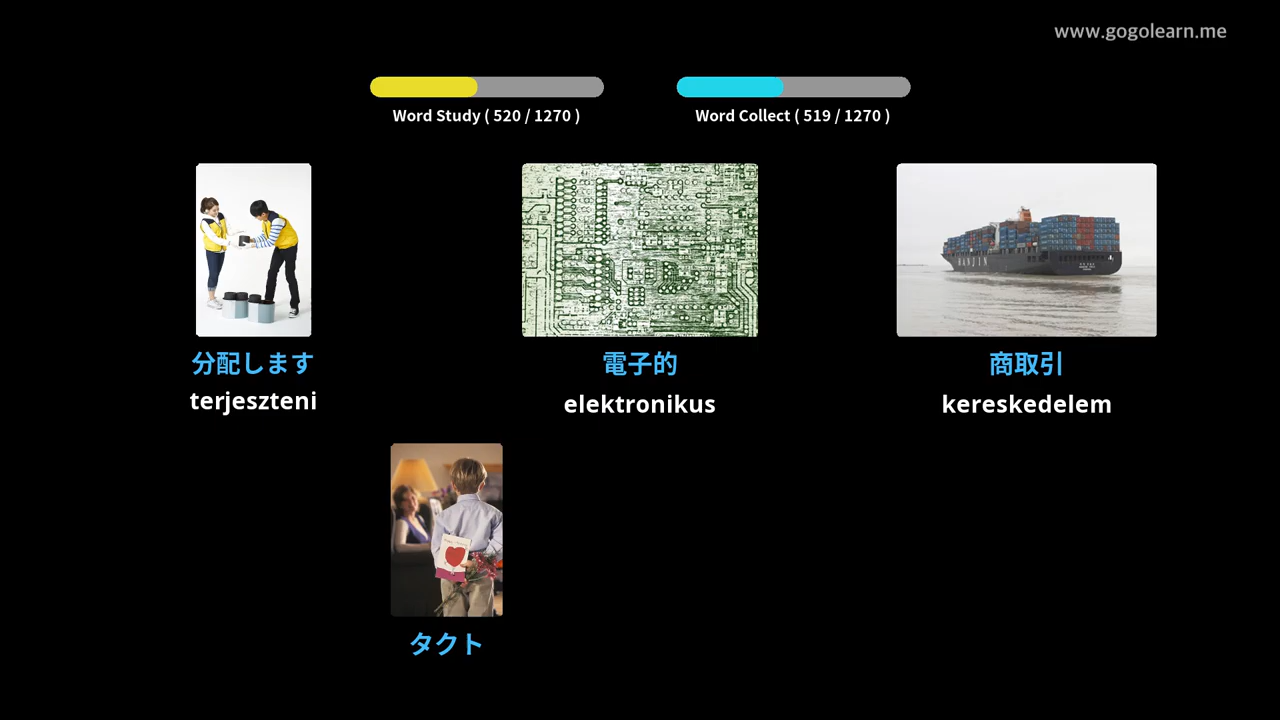 www.gogolearn.me
Word Study ( 520 / 1270 )
Word Collect ( 519 / 1270 )
分配します
電子的
商取引
terjeszteni
elektronikus
kereskedelem
タクト